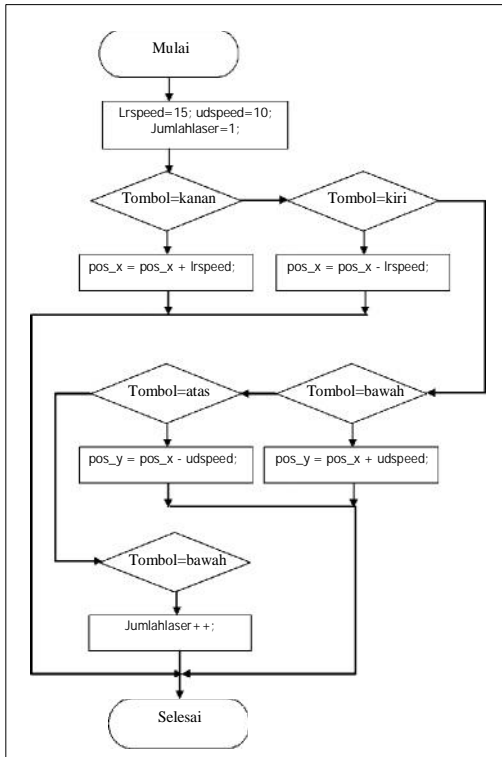 Mulai
Lrspeed=15; udspeed=10;
Jumlahlaser=1;
Tombol=kanan
Tombol=kiri
pos_x = pos_x + lrspeed;
pos_x = pos_x - lrspeed;
Tombol=atas
Tombol=bawah
pos_y = pos_x - udspeed;
pos_y = pos_x + udspeed;
Tombol=bawah
Jumlahlaser++;
Selesai